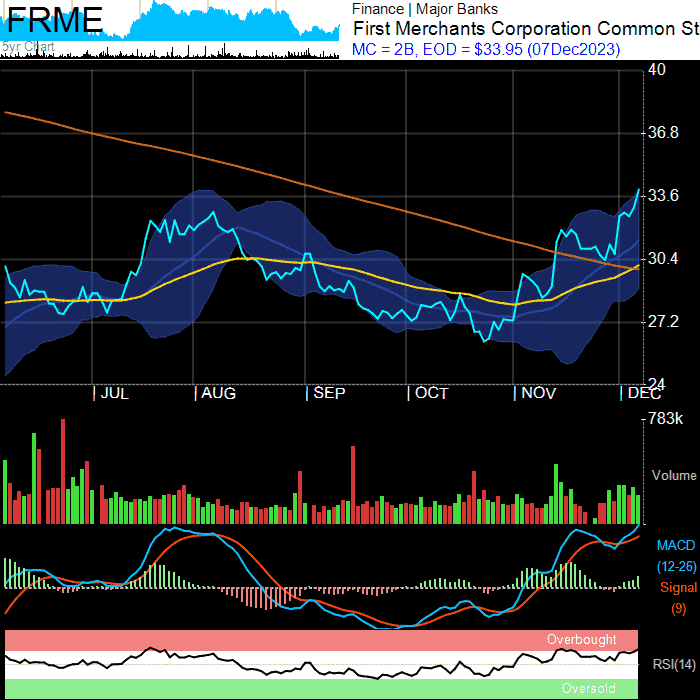 FRME
5yr Chart
Finance | Major Banks
First Merchants Corporation Common St
MC = 2B, EOD = $33.95 (07Dec2023)
40
36.8
33.6
30.4
27.2
24
JUL AUG SEP OCT NOV DEC
783k
Volume
MACD
(12-26)
Signal
(9)
Overbought
RSI(14)
Oversold